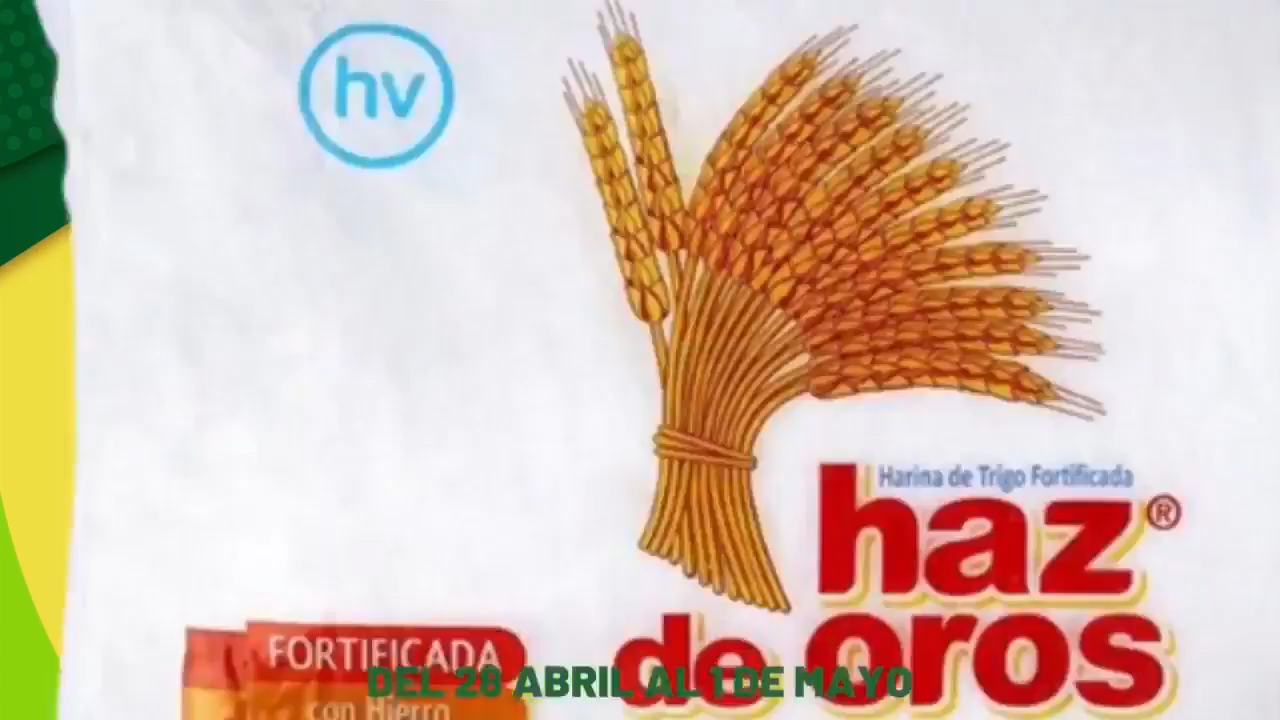 hv
Harina de Trigo Fortificada
haz®
de oros
FORTIFICADA
con Hierro
DEL 28 ABRIL AL 1 DE MAYO